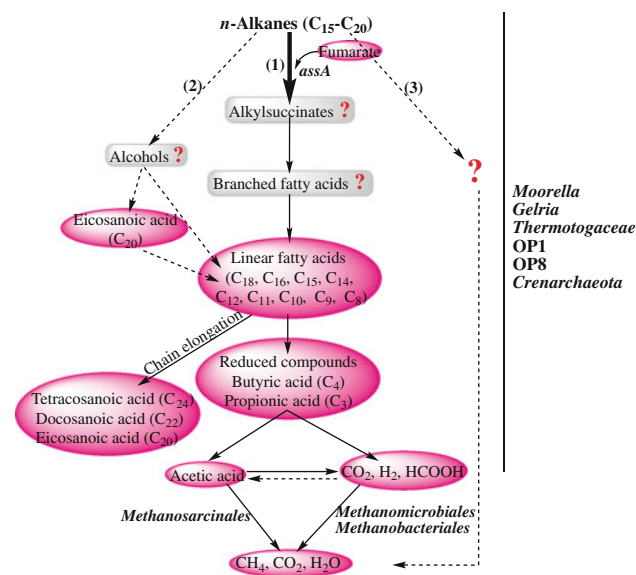 n-Alkanes (C15-C20)
Fumarate
(1)
assA
(2)
(3)
Alkylsuccinates ?
Alcohols ?
?
Branched fatty acids ?
Eicosanoic acid
(C20)
Linear fatty acids
(C18, C16, C15, C14,
C12, C11, C10, C9, C8)
Moorella
Gelria
Thermotogaceae
OP1
OP8
Crenarchaeota
Chain elongation
Reduced compounds
Butyric acid (C4)
Propionic acid (C3)
Tetracosanoic acid (C24)
Docosanoic acid (C22)
Eicosanoic acid (C20)
Acetic acid
CO2, H2, HCOOH
Methanosarcinales
Methanomicrobiales
Methanobacteriales
CH4, CO2, H2O